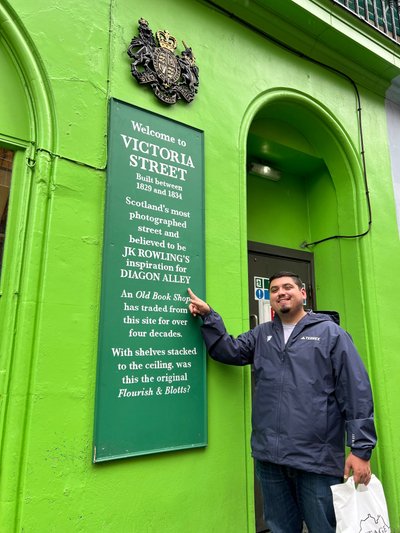 Welcome to
VICTORIA
STREET
Built between
1829 and 1834
Scotland's most
photographed
street and
believed to be
JK ROWLING'S
inspiration for
DIAGON ALLEY
An Old Book Shop
has traded from
this site for over
four decades.
With shelves stacked
to the ceiling, was
this the original
Flourish & Blotts?
TERREX